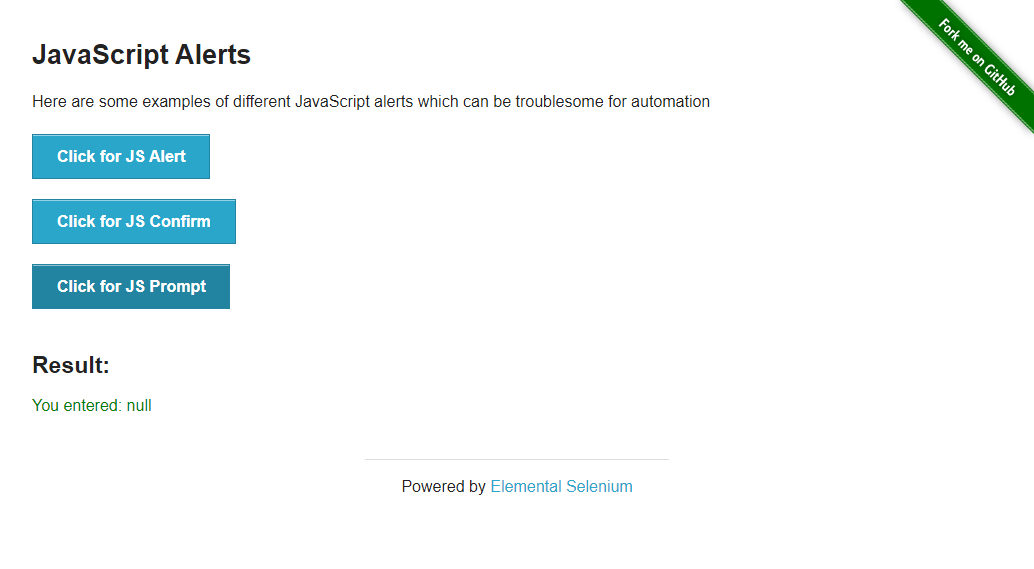 Fork me on GitHub
JavaScript Alerts
Here are some examples of different JavaScript alerts which can be troublesome for automation
Click for JS Alert
Click for JS Confirm
Click for JS Prompt
Result:
You entered: null
Powered by Elemental Selenium